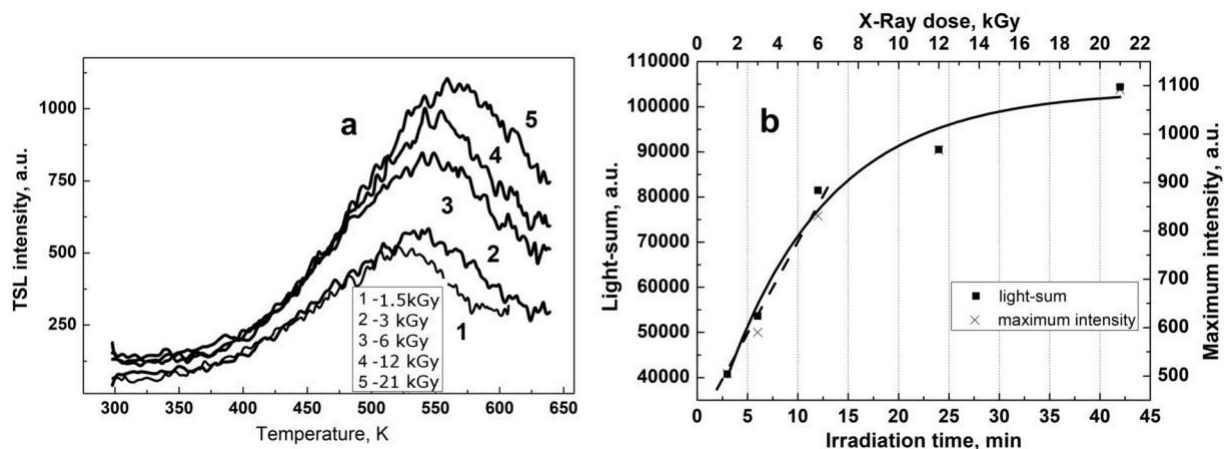 TSL intensity, a.u.
1000
750
500
250
300 350 400 450 500 550 600 650
Temperature, K
a
5
4
3
2
1
1 -1.5kGy
2 -3 kGy
3 -6 kGy
4 -12 kGy
5 -21 kGy
X-Ray dose, kGy
0 2 4 6 8 10 12 14 16 18 20 22
Light-sum, a.u.
100000
90000
80000
70000
60000
50000
40000
b
light-sum
maximum intensity
1100
1000
900
800
700
600
500
Maximum intensity, a.u.
0 5 10 15 20 25 30 35 40 45
Irradiation time, min